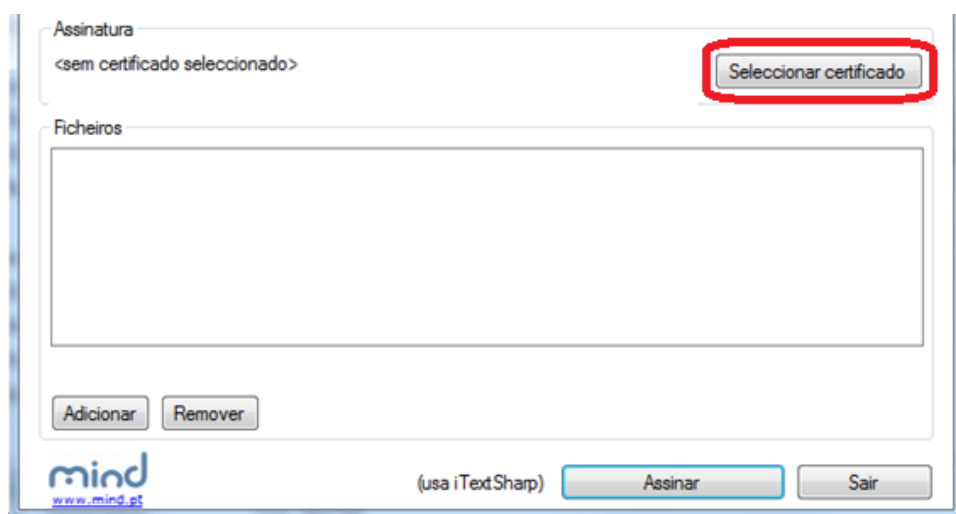 Assinatura
<sem certificado seleccionado>
Seleccionar certificado
Ficheiros
Adicionar Remover
mind
www.mind.pt
(usa iTextSharp) Assinar Sair